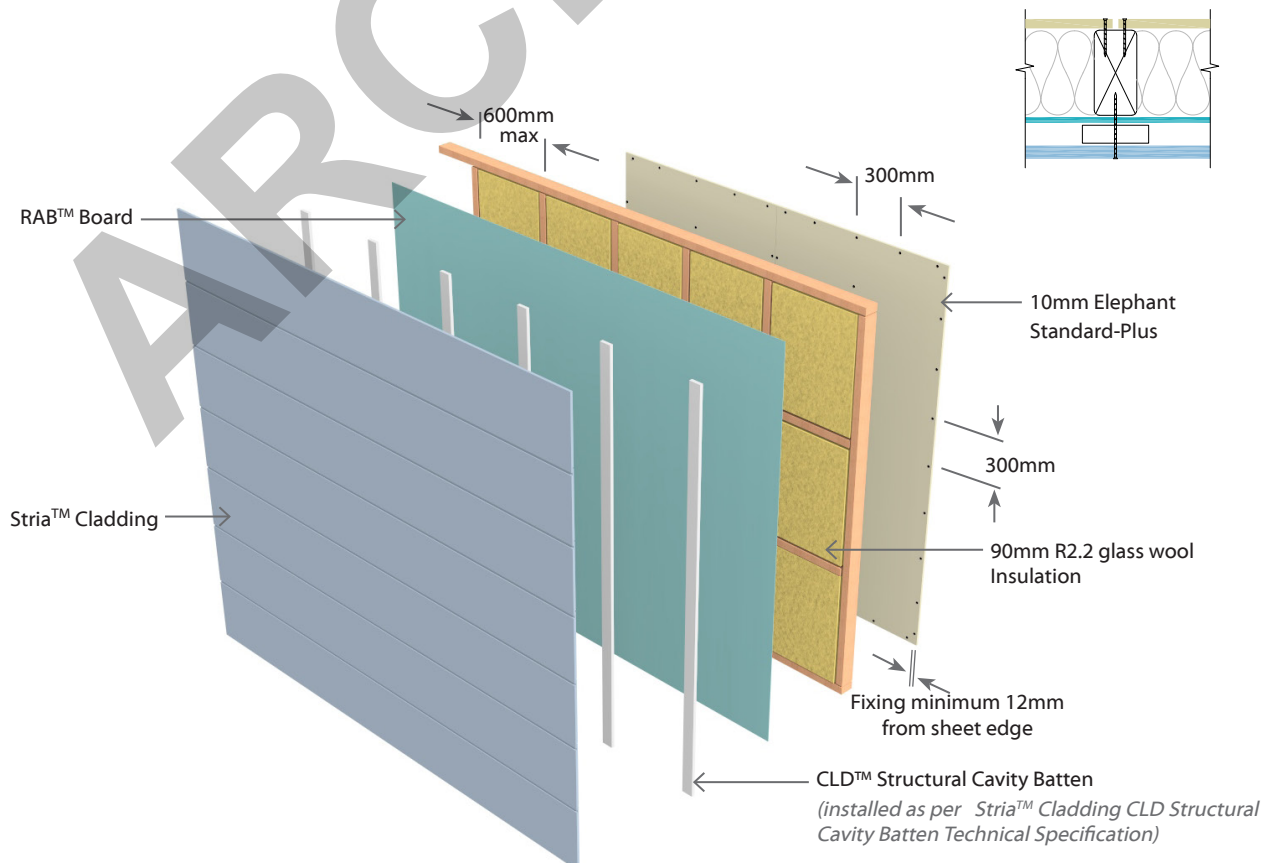 600mm
max
300mm
RAB™ Board
10mm Elephant
Standard-Plus
300mm
Stria™ Cladding
90mm R2.2 glass wool
Insulation
Fixing minimum 12mm
from sheet edge
CLD™ Structural Cavity Batten
(installed as per Stria™ Cladding CLD Structural
Cavity Batten Technical Specification)
ARC